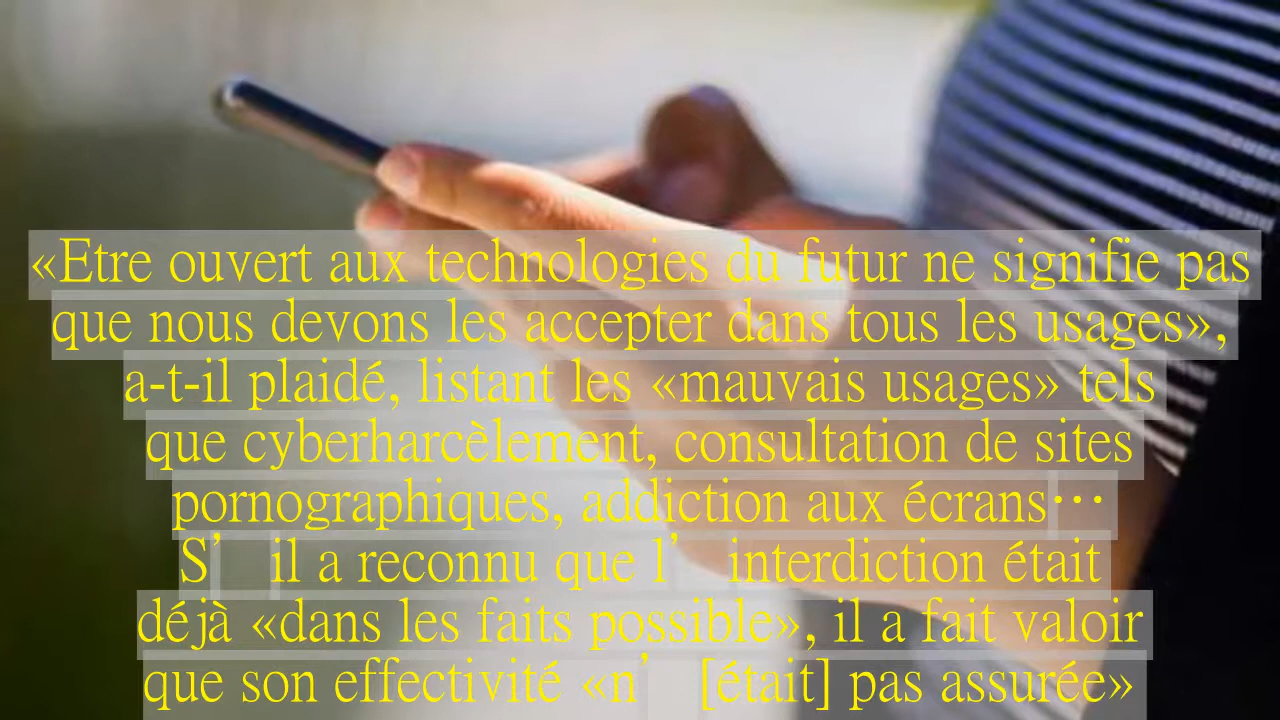 «Etre ouvert aux technologies du futur ne signifie pas
que nous devons les accepter dans tous les usages»,
a-t-il plaidé, listant les «mauvais usages» tels
que cyberharcèlement, consultation de sites
pornographiques, addiction aux écrans…
S’il a reconnu que l’interdiction était
déjà «dans les faits possible», il a fait valoir
que son effectivité «n’[était] pas assurée»